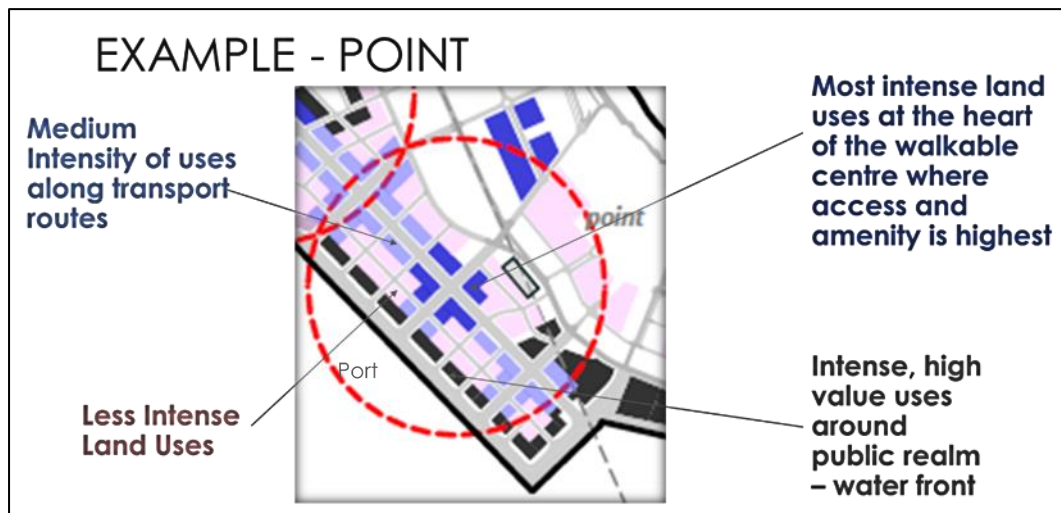 EXAMPLE - POINT
Medium
Intensity of uses
along transport
routes
Most intense land
uses at the heart
of the walkable
centre where
access and
amenity is highest
point
Port
Less Intense
Land Uses
Intense, high
value uses
around
public realm
– water front